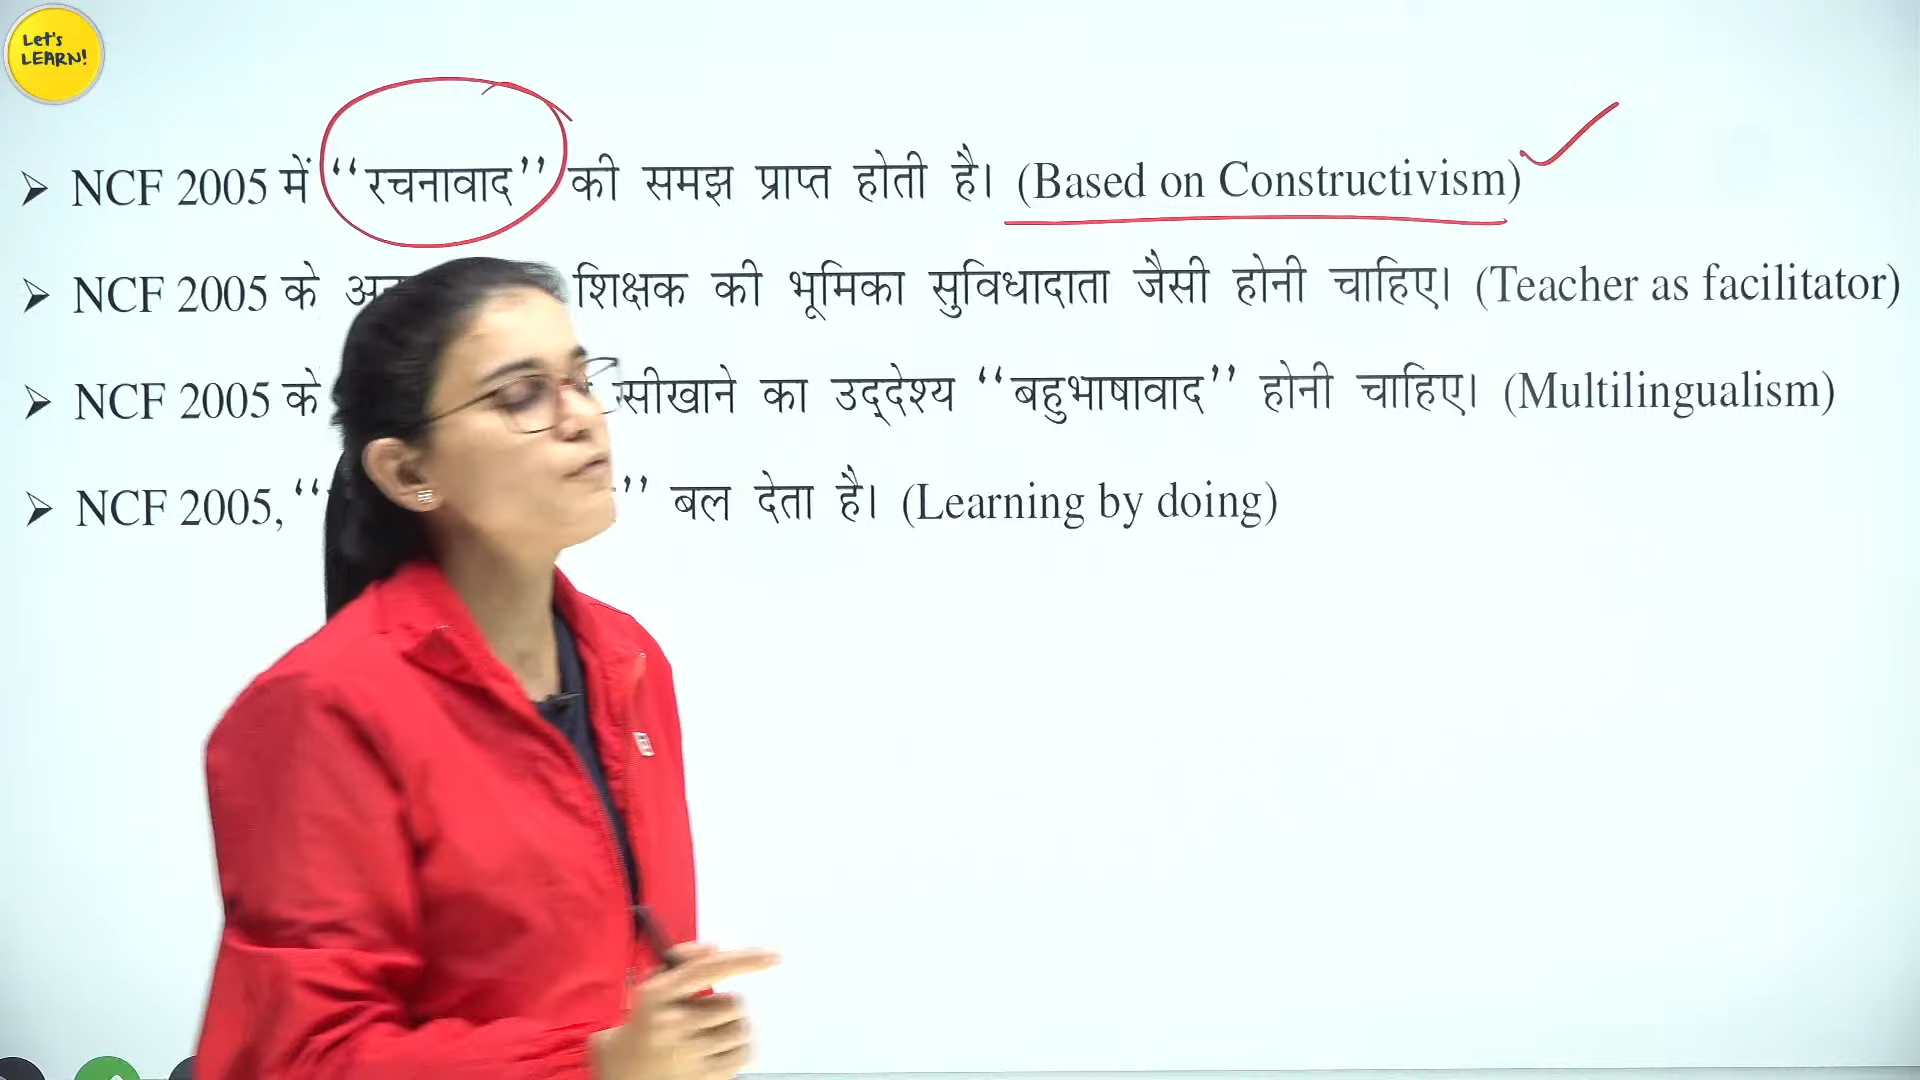 Let's
LEARN!
➢ NCF 2005 में ‘‘रचनावाद’’ की समझ प्राप्त होती है। (Based on Constructivism)
➢ NCF 2005 के शिक्षक की भूमिका सुविधादाता जैसी होनी चाहिए। (Teacher as facilitator)
➢ NCF 2005 के सीखाने का उद्‌देश्य ‘‘बहुभाषावाद’’ होनी चाहिए। (Multilingualism)
➢ NCF 2005, ‘‘ ’’ बल देता है। (Learning by doing)